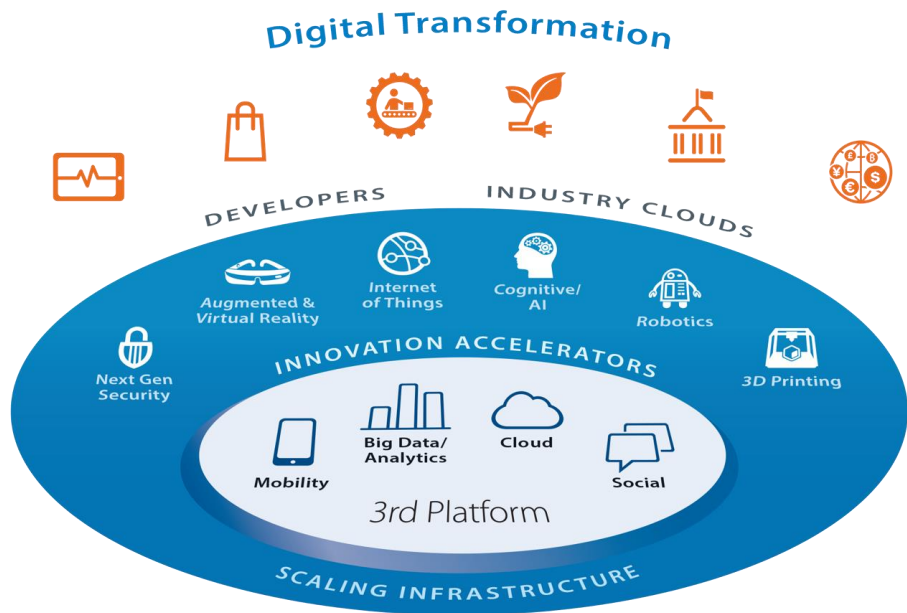 Digital Transformation
DEVELOPERS
INDUSTRY CLOUDS
Augmented &
Virtual Reality
Internet
of Things
Cognitive/
AI
Robotics
Next Gen
Security
3D Printing
INNOVATION ACCELERATORS
Mobility
Big Data/
Analytics
Cloud
Social
3rd Platform
SCALING INFRASTRUCTURE
¥
£
€
$